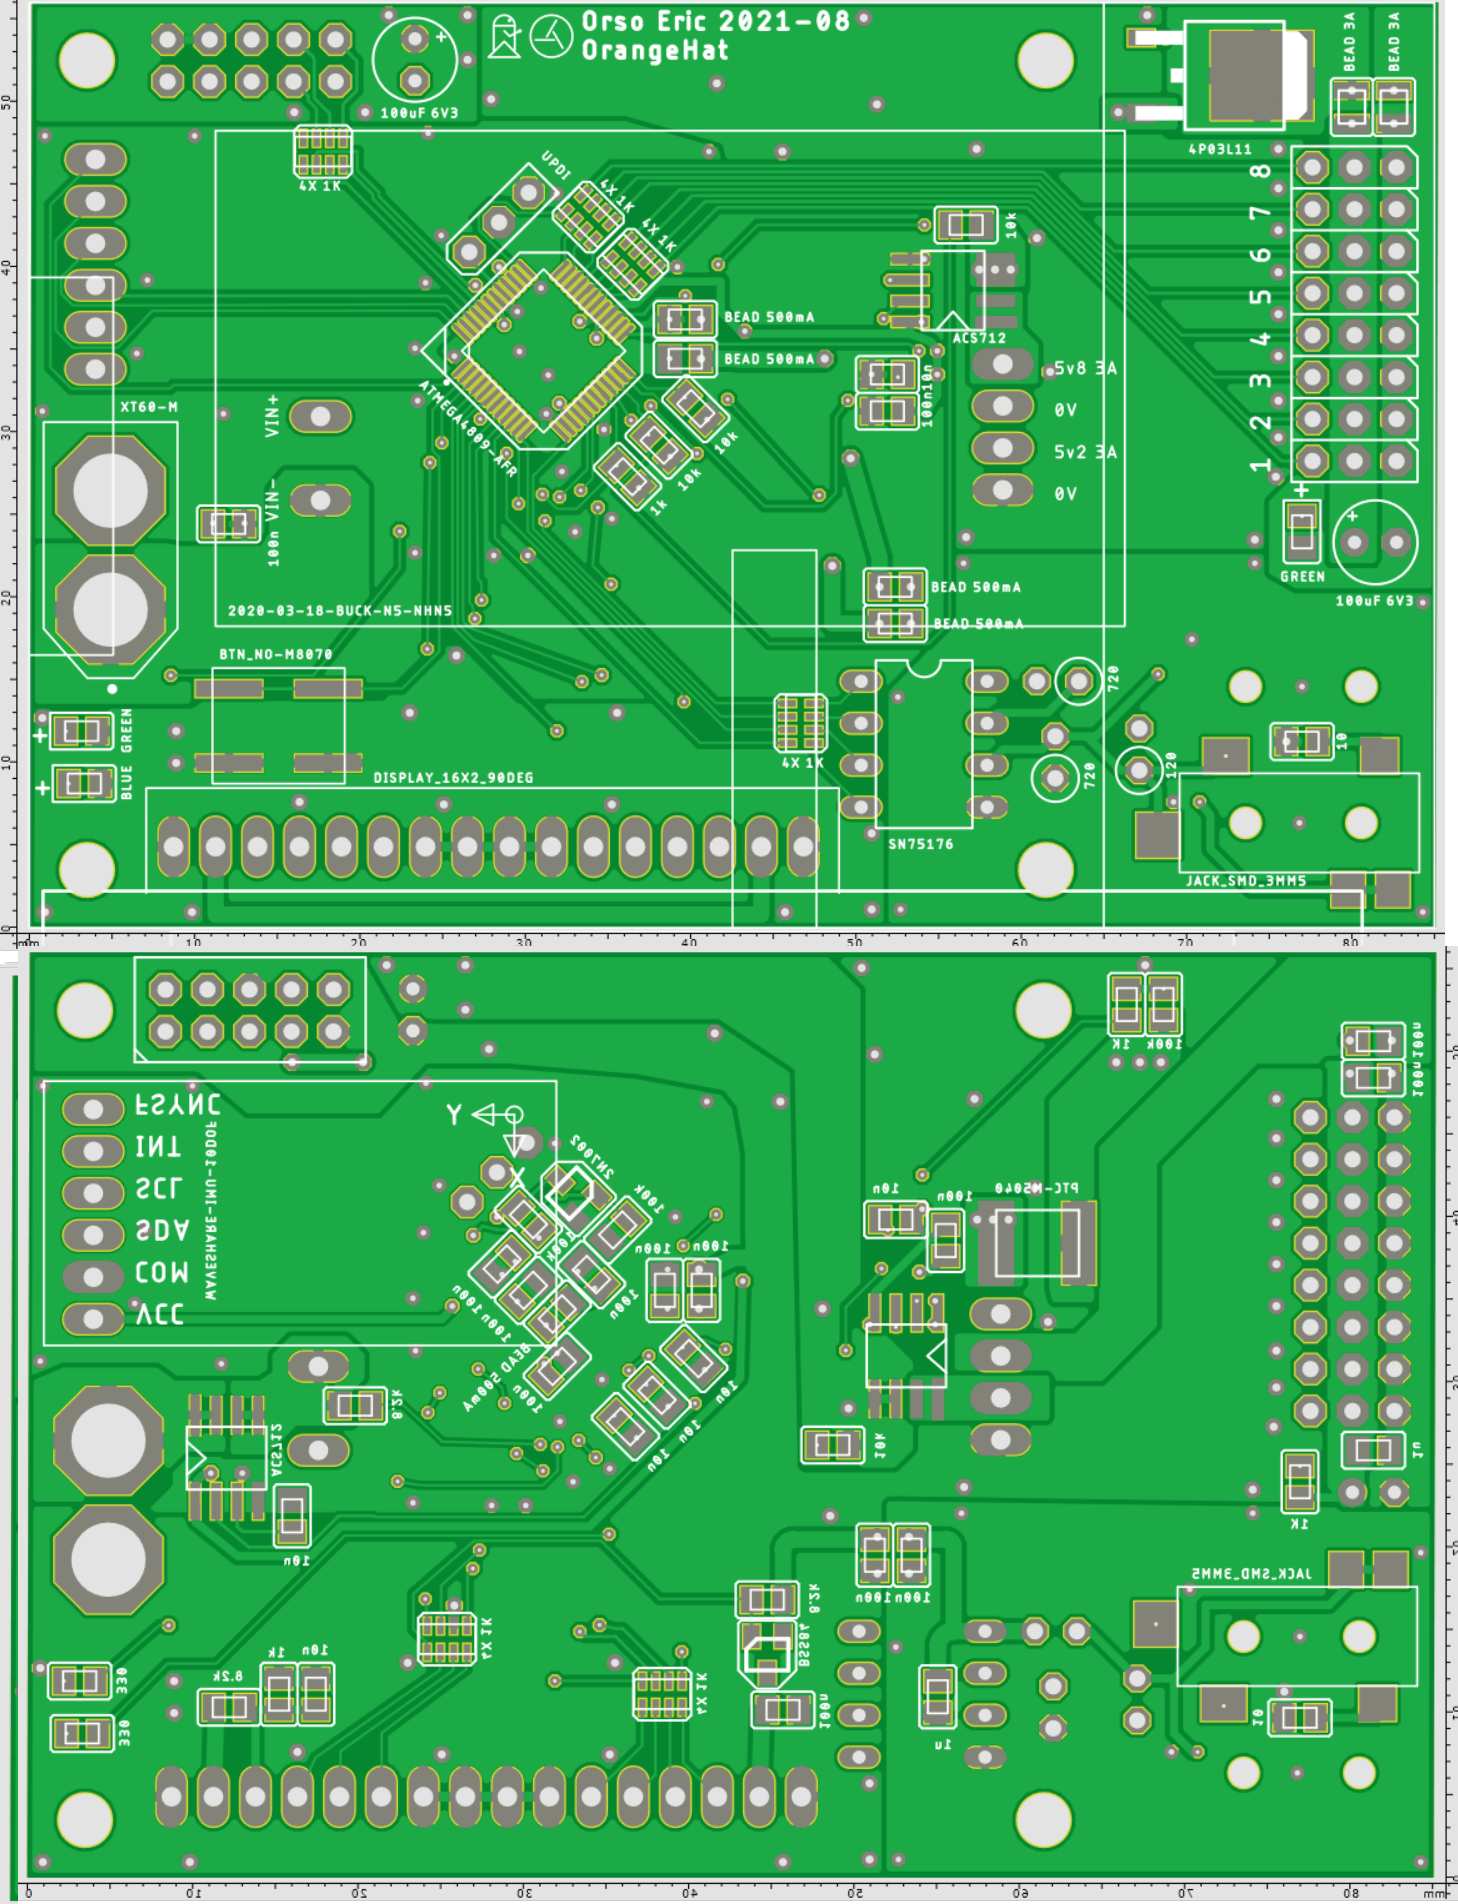 Orso Eric 2021-08
OrangeHat
BEAD 3A
BEAD 3A
100uF 6V3
4P03L11
4X 1K
UPDI
4X 1K
4X 1K
8
7
6
5
4
3
2
1
10k
BEAD 500mA
BEAD 500mA
ACS712
5v8 3A
0V
5v2 3A
0V
10n
100n
XT60-M
VIN+
VIN-
100n
ATMEGA4809-AFR
10k
10k
1k
GREEN
100uF 6V3
BEAD 500mA
BEAD 500mA
2020-03-18-BUCK-N5-NHN5
BTN_NO-M8070
GREEN
BLUE
DISPLAY_16X2_90DEG
4X 1K
720
720
120
10
SN75176
JACK_SMD_3MM5
0
10
20
30
40
50
60
70
80
mm
10
20
30
40
50
FSYNC
INT
SCL
SDA
COM
VCC
WAVESHARE-IMU-10DOF
Y
X
2N7002
100k
100k
100n
100n
100n
100n
100n
100n
100n
BEAD 500mA
10n
10n
10n
1K
100k
100n
100n
10n
100n
PTC-M5040
10K
8.2k
ACS712
10n
1u
1K
100n
100n
JACK_SMD_3MM5
8.2k
BSS84
100n
1u
10
4X 1K
4X 1K
330
330
8.2k
1k
10n
0
10
20
30
40
50
60
70
80
mm